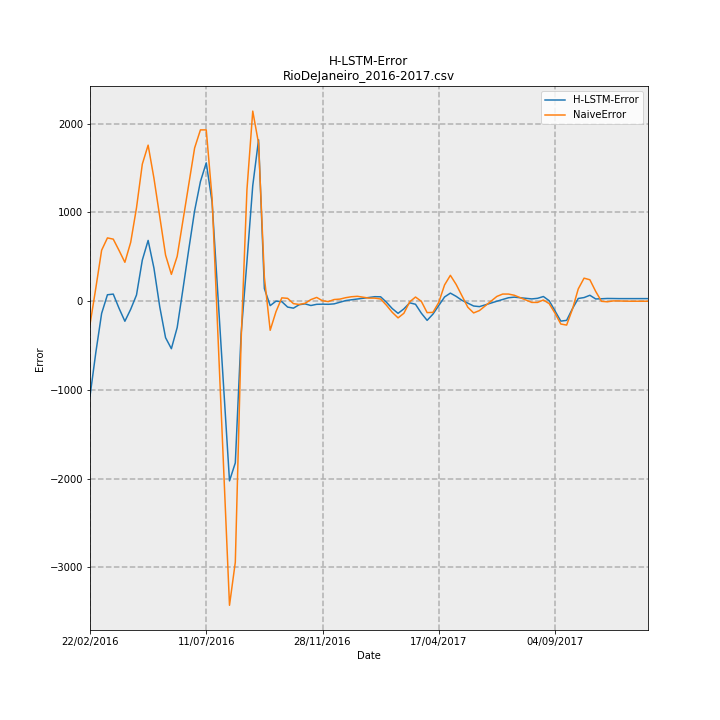 H-LSTM-Error
RioDeJaneiro_2016-2017.csv
H-LSTM-Error
NaiveError
2000
1000
0
−1000
−2000
−3000
Error
22/02/2016
11/07/2016
28/11/2016
17/04/2017
04/09/2017
Date